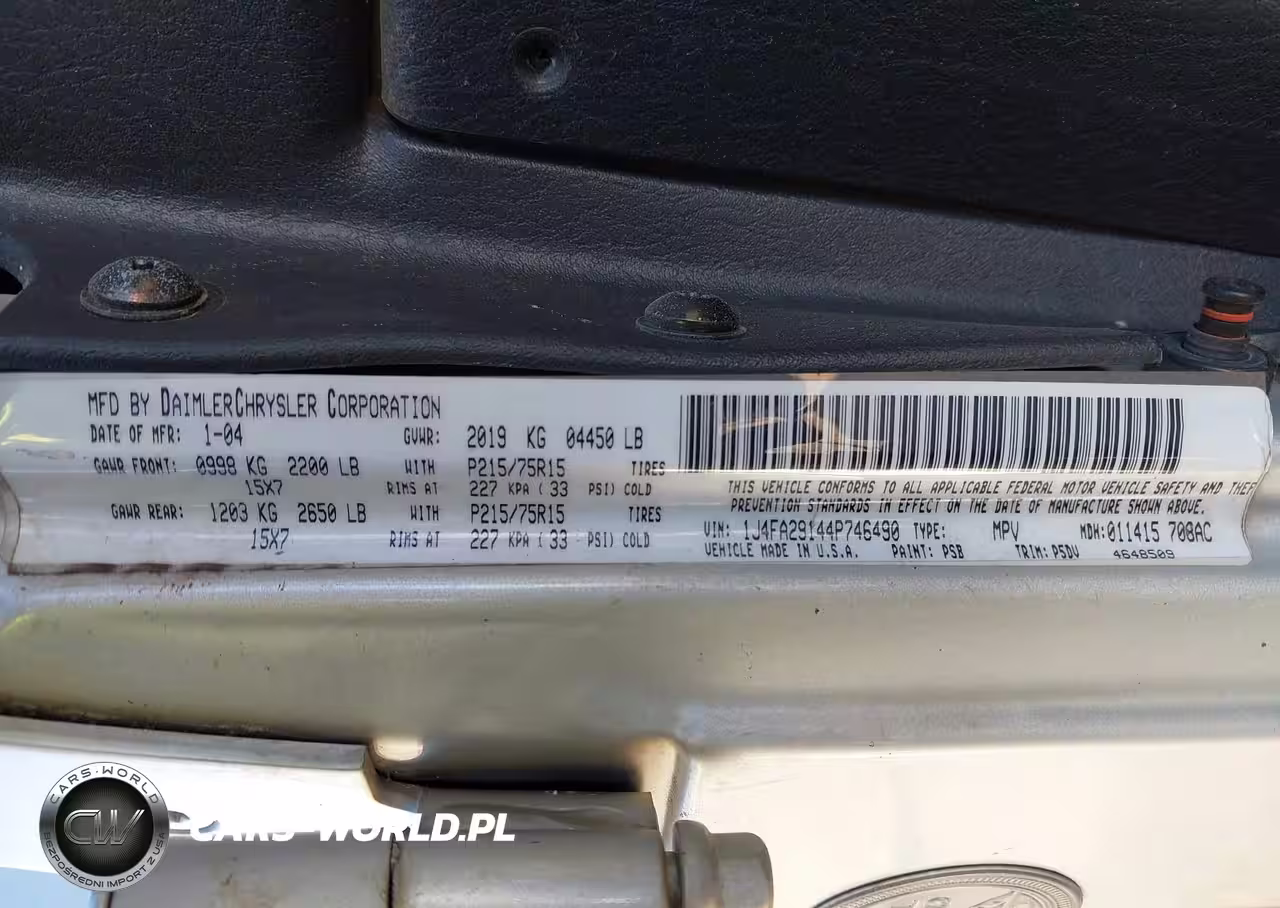 MFD BY DAIMLERCHRYSLER CORPORATION
DATE OF MFR: 1-04 GVWR: 2019 KG 04450 LB
GAWR FRONT: 0998 KG 2200 LB WITH P215/75R15 TIRES
15X7 RIMS AT 227 KPA ( 33 PSI) COLD
GAWR REAR: 1203 KG 2650 LB WITH P215/75R15 TIRES
15X7 RIMS AT 227 KPA ( 33 PSI) COLD
THIS VEHICLE CONFORMS TO ALL APPLICABLE FEDERAL MOTOR VEHICLE SAFETY AND THEF
PREVENTION STANDARDS IN EFFECT ON THE DATE OF MANUFACTURE SHOWN ABOVE.
VIN: 1J4FA29144P746490 TYPE: MPV MDH:011415 708AC
VEHICLE MADE IN U.S.A. PAINT: PSB TRIM: P5DV 4648509
CARS-WORLD
CW
BEZPOŚREDNI IMPORT Z USA
CARS-WORLD.PL